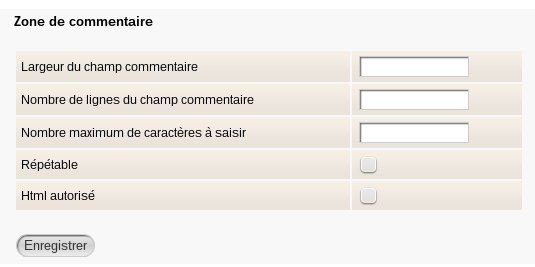 Zone de commentaire
Largeur du champ commentaire
Nombre de lignes du champ commentaire
Nombre maximum de caractères à saisir
Répétable
Html autorisé
Enregistrer